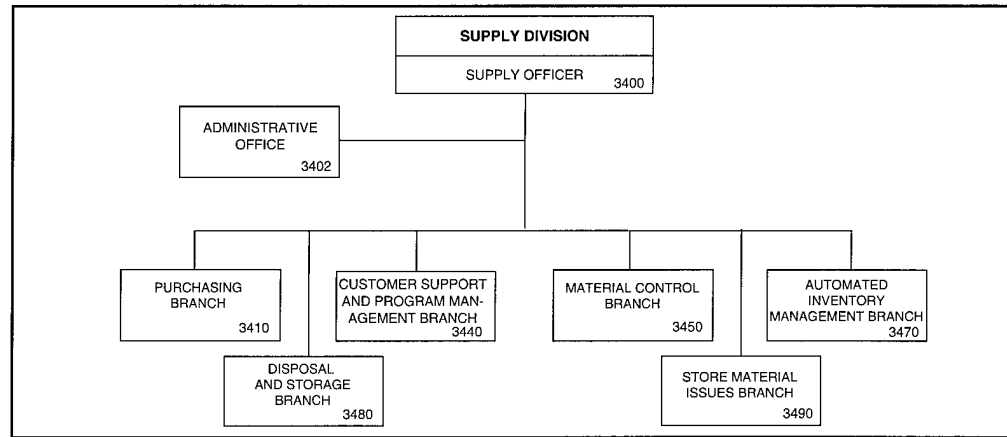 SUPPLY DIVISION
SUPPLY OFFICER
3400
ADMINISTRATIVE
OFFICE
3402
PURCHASING
BRANCH
3410
CUSTOMER SUPPORT
AND PROGRAM MAN-
AGEMENT BRANCH
3440
MATERIAL CONTROL
BRANCH
3450
AUTOMATED
INVENTORY
MANAGEMENT BRANCH
3470
DISPOSAL
AND STORAGE
BRANCH
3480
STORE MATERIAL
ISSUES BRANCH
3490